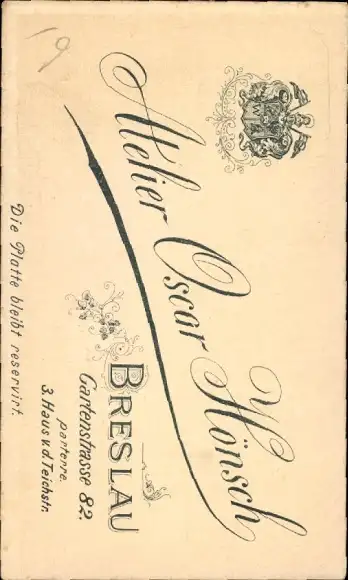 19
Atelier Oscar Hönsch
BRESLAU
Gartenstrasse 82.
parterre.
3. Haus v. d. Teichstr.
Die Platte bleibt reservirt.